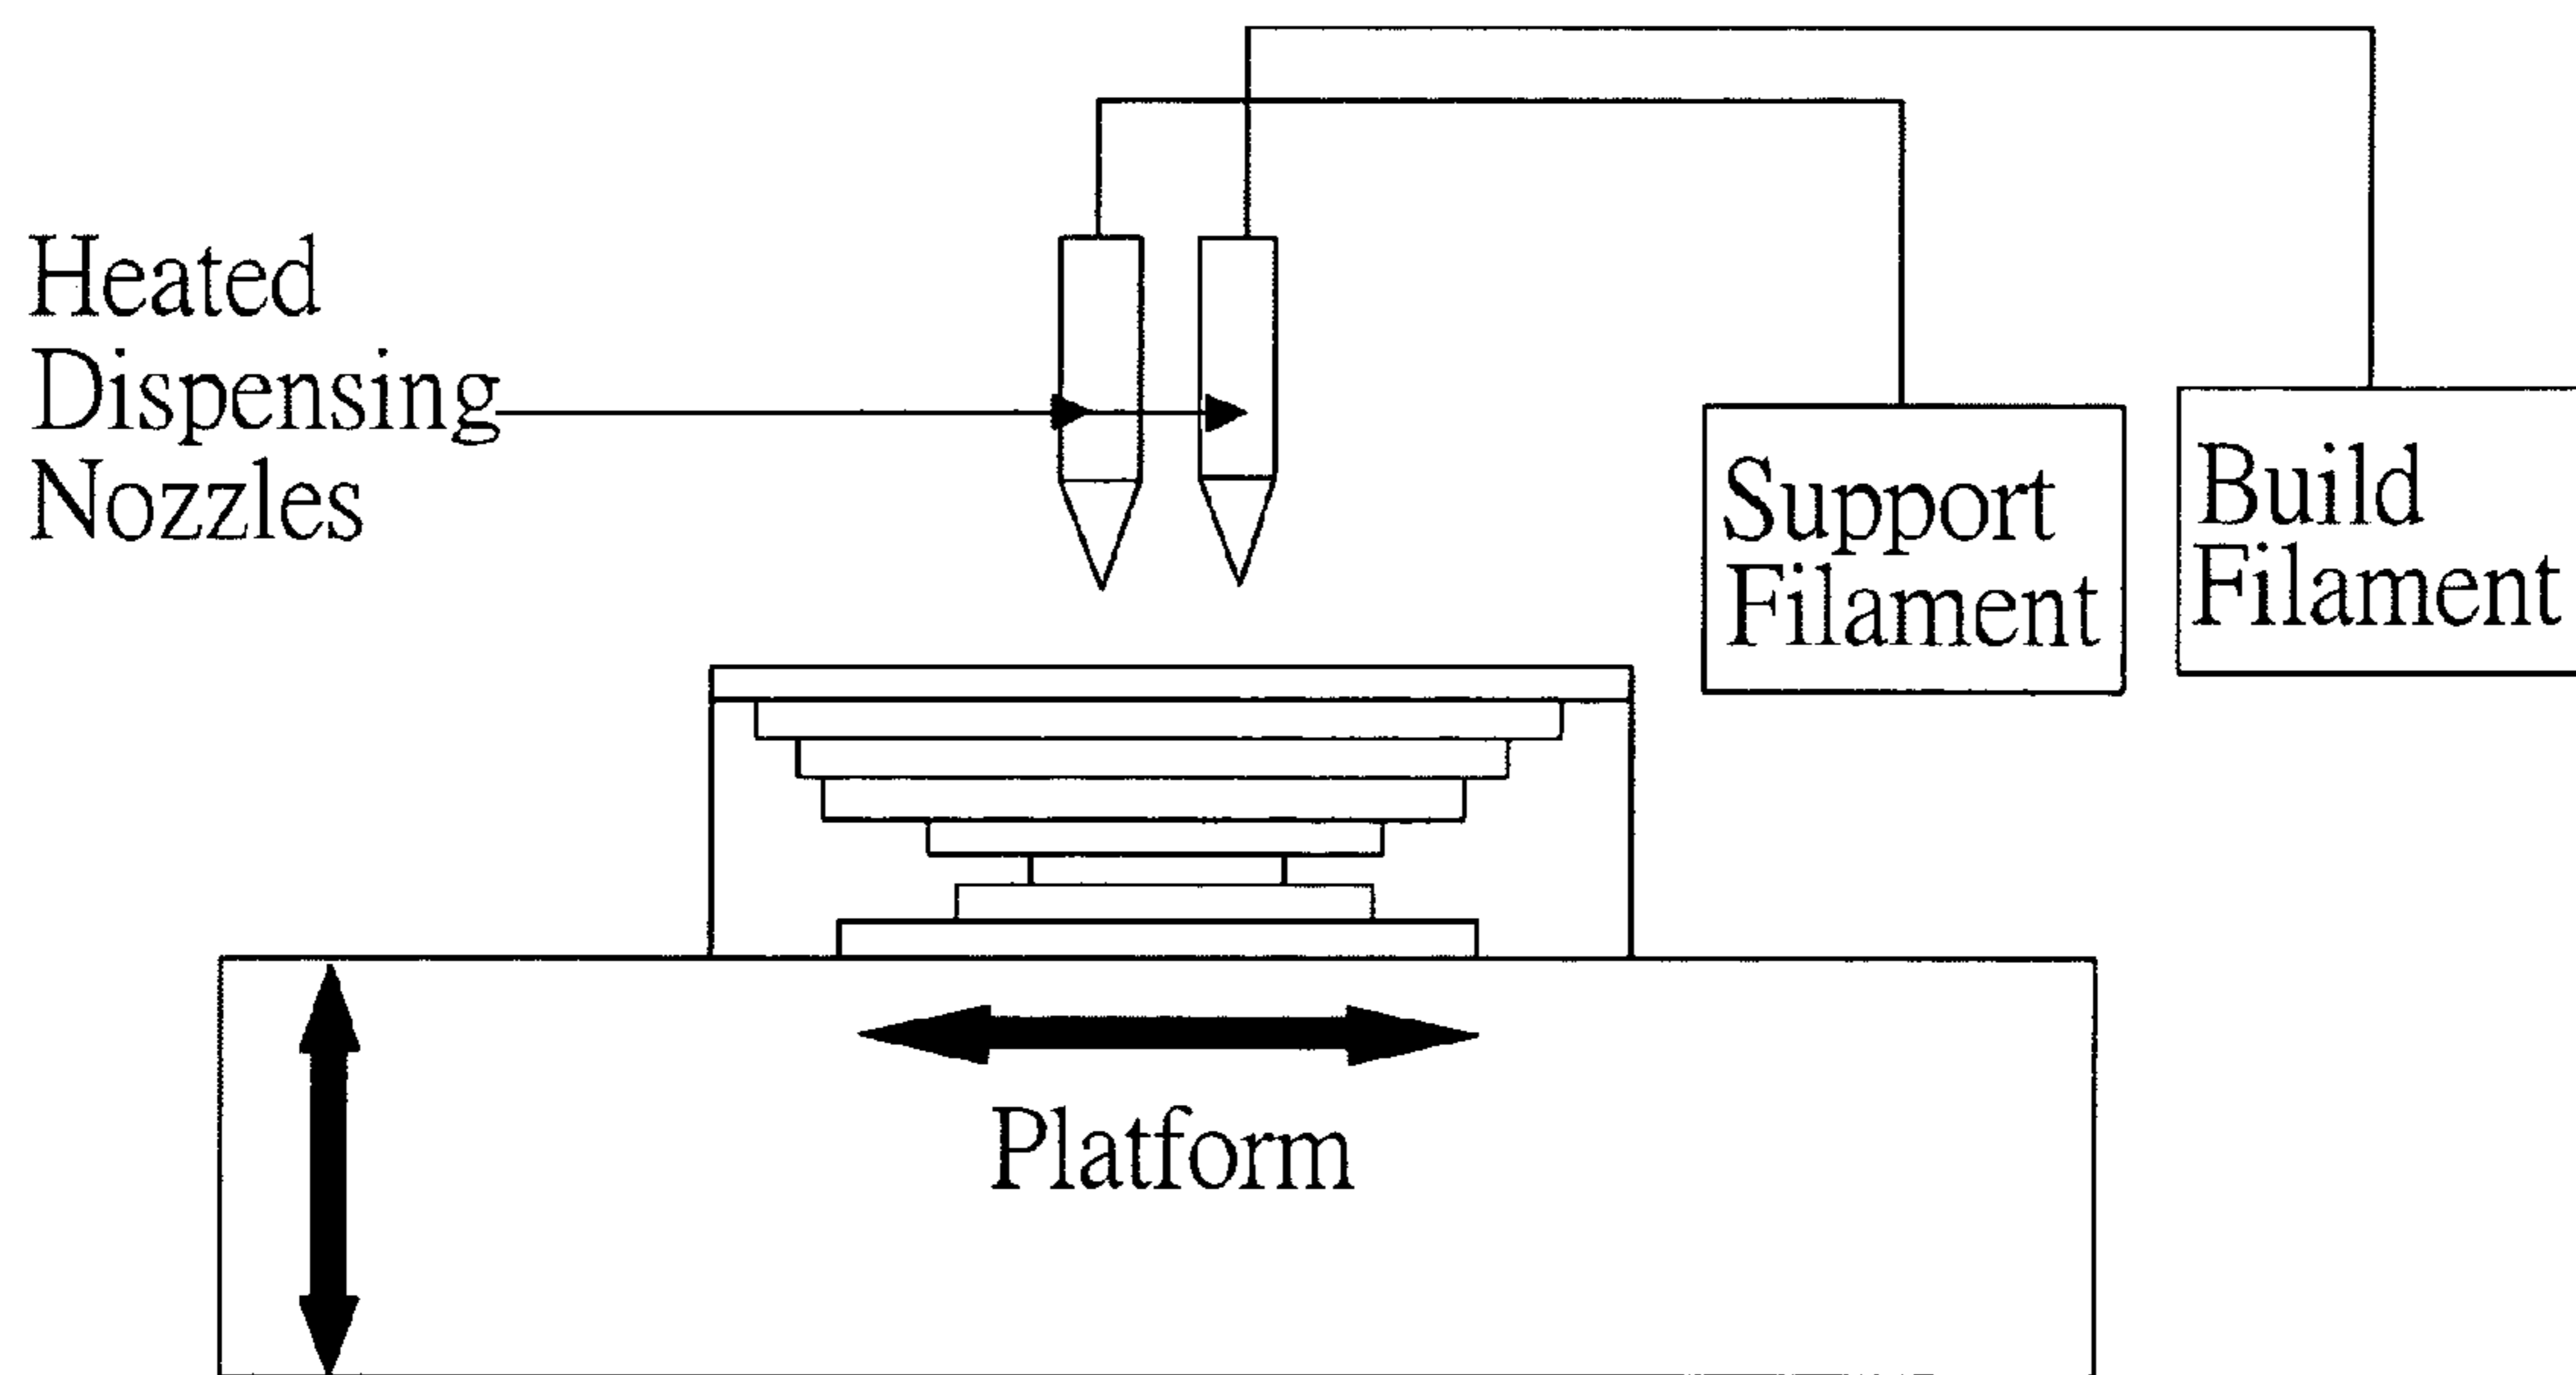 Heated
Dispensing
Nozzles
Support
Filament
Build
Filament
Platform